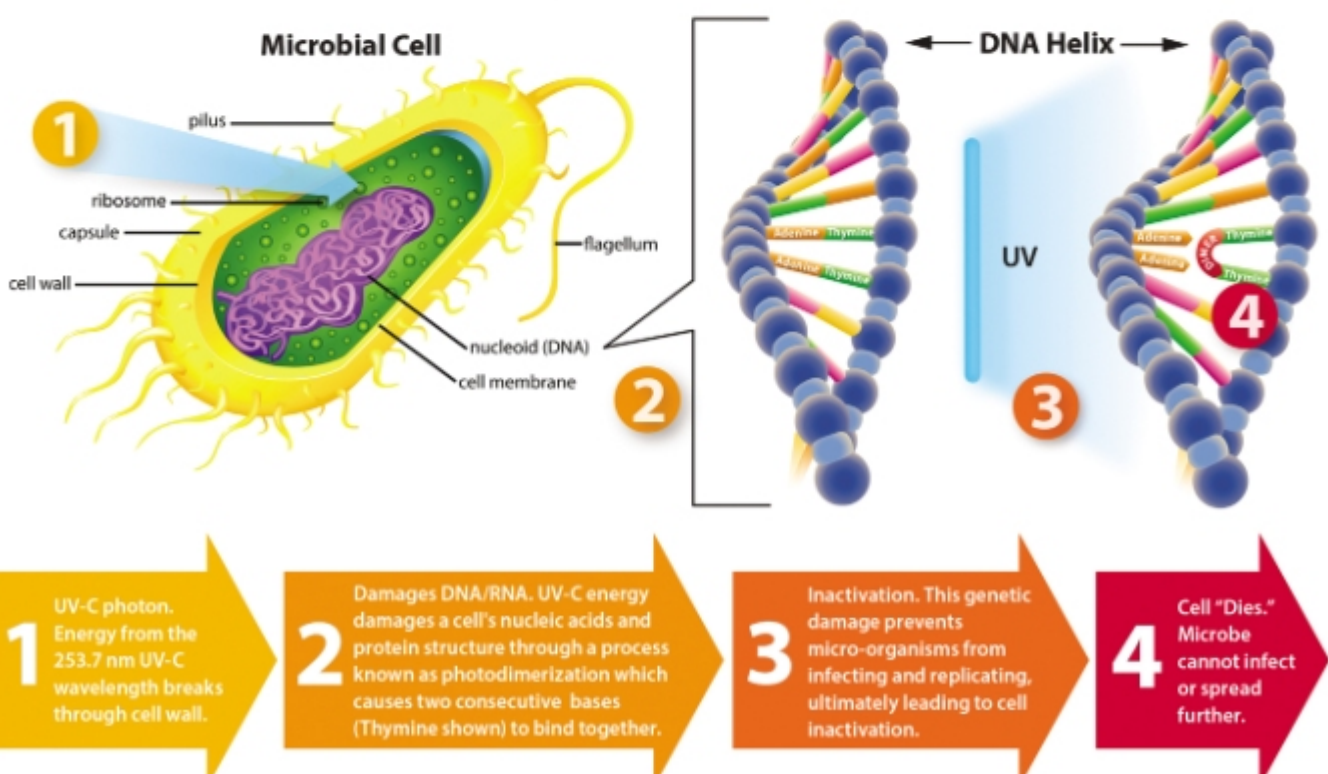 Microbial Cell
DNA Helix
1
pilus
ribosome
capsule
cell wall
flagellum
nucleoid (DNA)
cell membrane
2
Adenine Thymine
Adenine Thymine
UV
3
Adenine
Adenine
DIMER
Thymine
Thymine
4
1
UV-C photon.
Energy from the
253.7 nm UV-C
wavelength breaks
through cell wall.
2
Damages DNA/RNA. UV-C energy
damages a cell's nucleic acids and
protein structure through a process
known as photodimerization which
causes two consecutive bases
(Thymine shown) to bind together.
3
Inactivation. This genetic
damage prevents
micro-organisms from
infecting and replicating,
ultimately leading to cell
inactivation.
4
Cell "Dies."
Microbe
cannot infect
or spread
further.